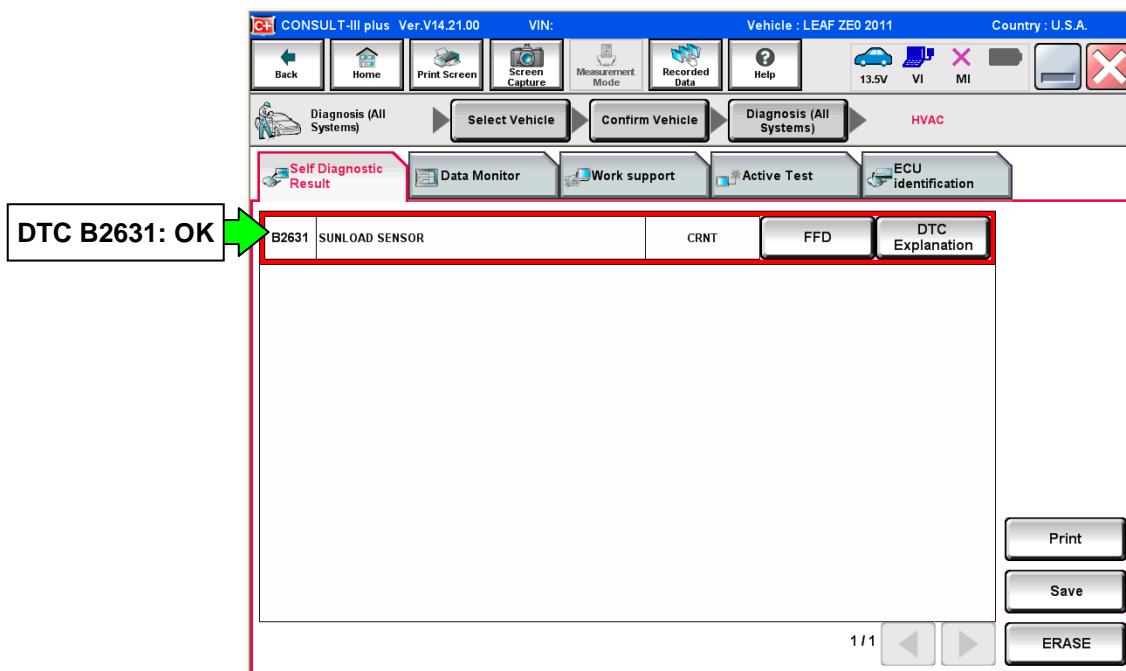 C+ CONSULT-III plus Ver.V14.21.00 VIN: Vehicle : LEAF ZE0 2011 Country : U.S.A.
Back Home Print Screen Screen Capture Measurement Mode Recorded Data Help 13.5V VI MI
Diagnosis (All Systems) Select Vehicle Confirm Vehicle Diagnosis (All Systems) HVAC
Self Diagnostic Result Data Monitor Work support Active Test ECU identification
DTC B2631: OK
B2631 SUNLOAD SENSOR CRNT FFD DTC Explanation
Print
Save
1/1
ERASE